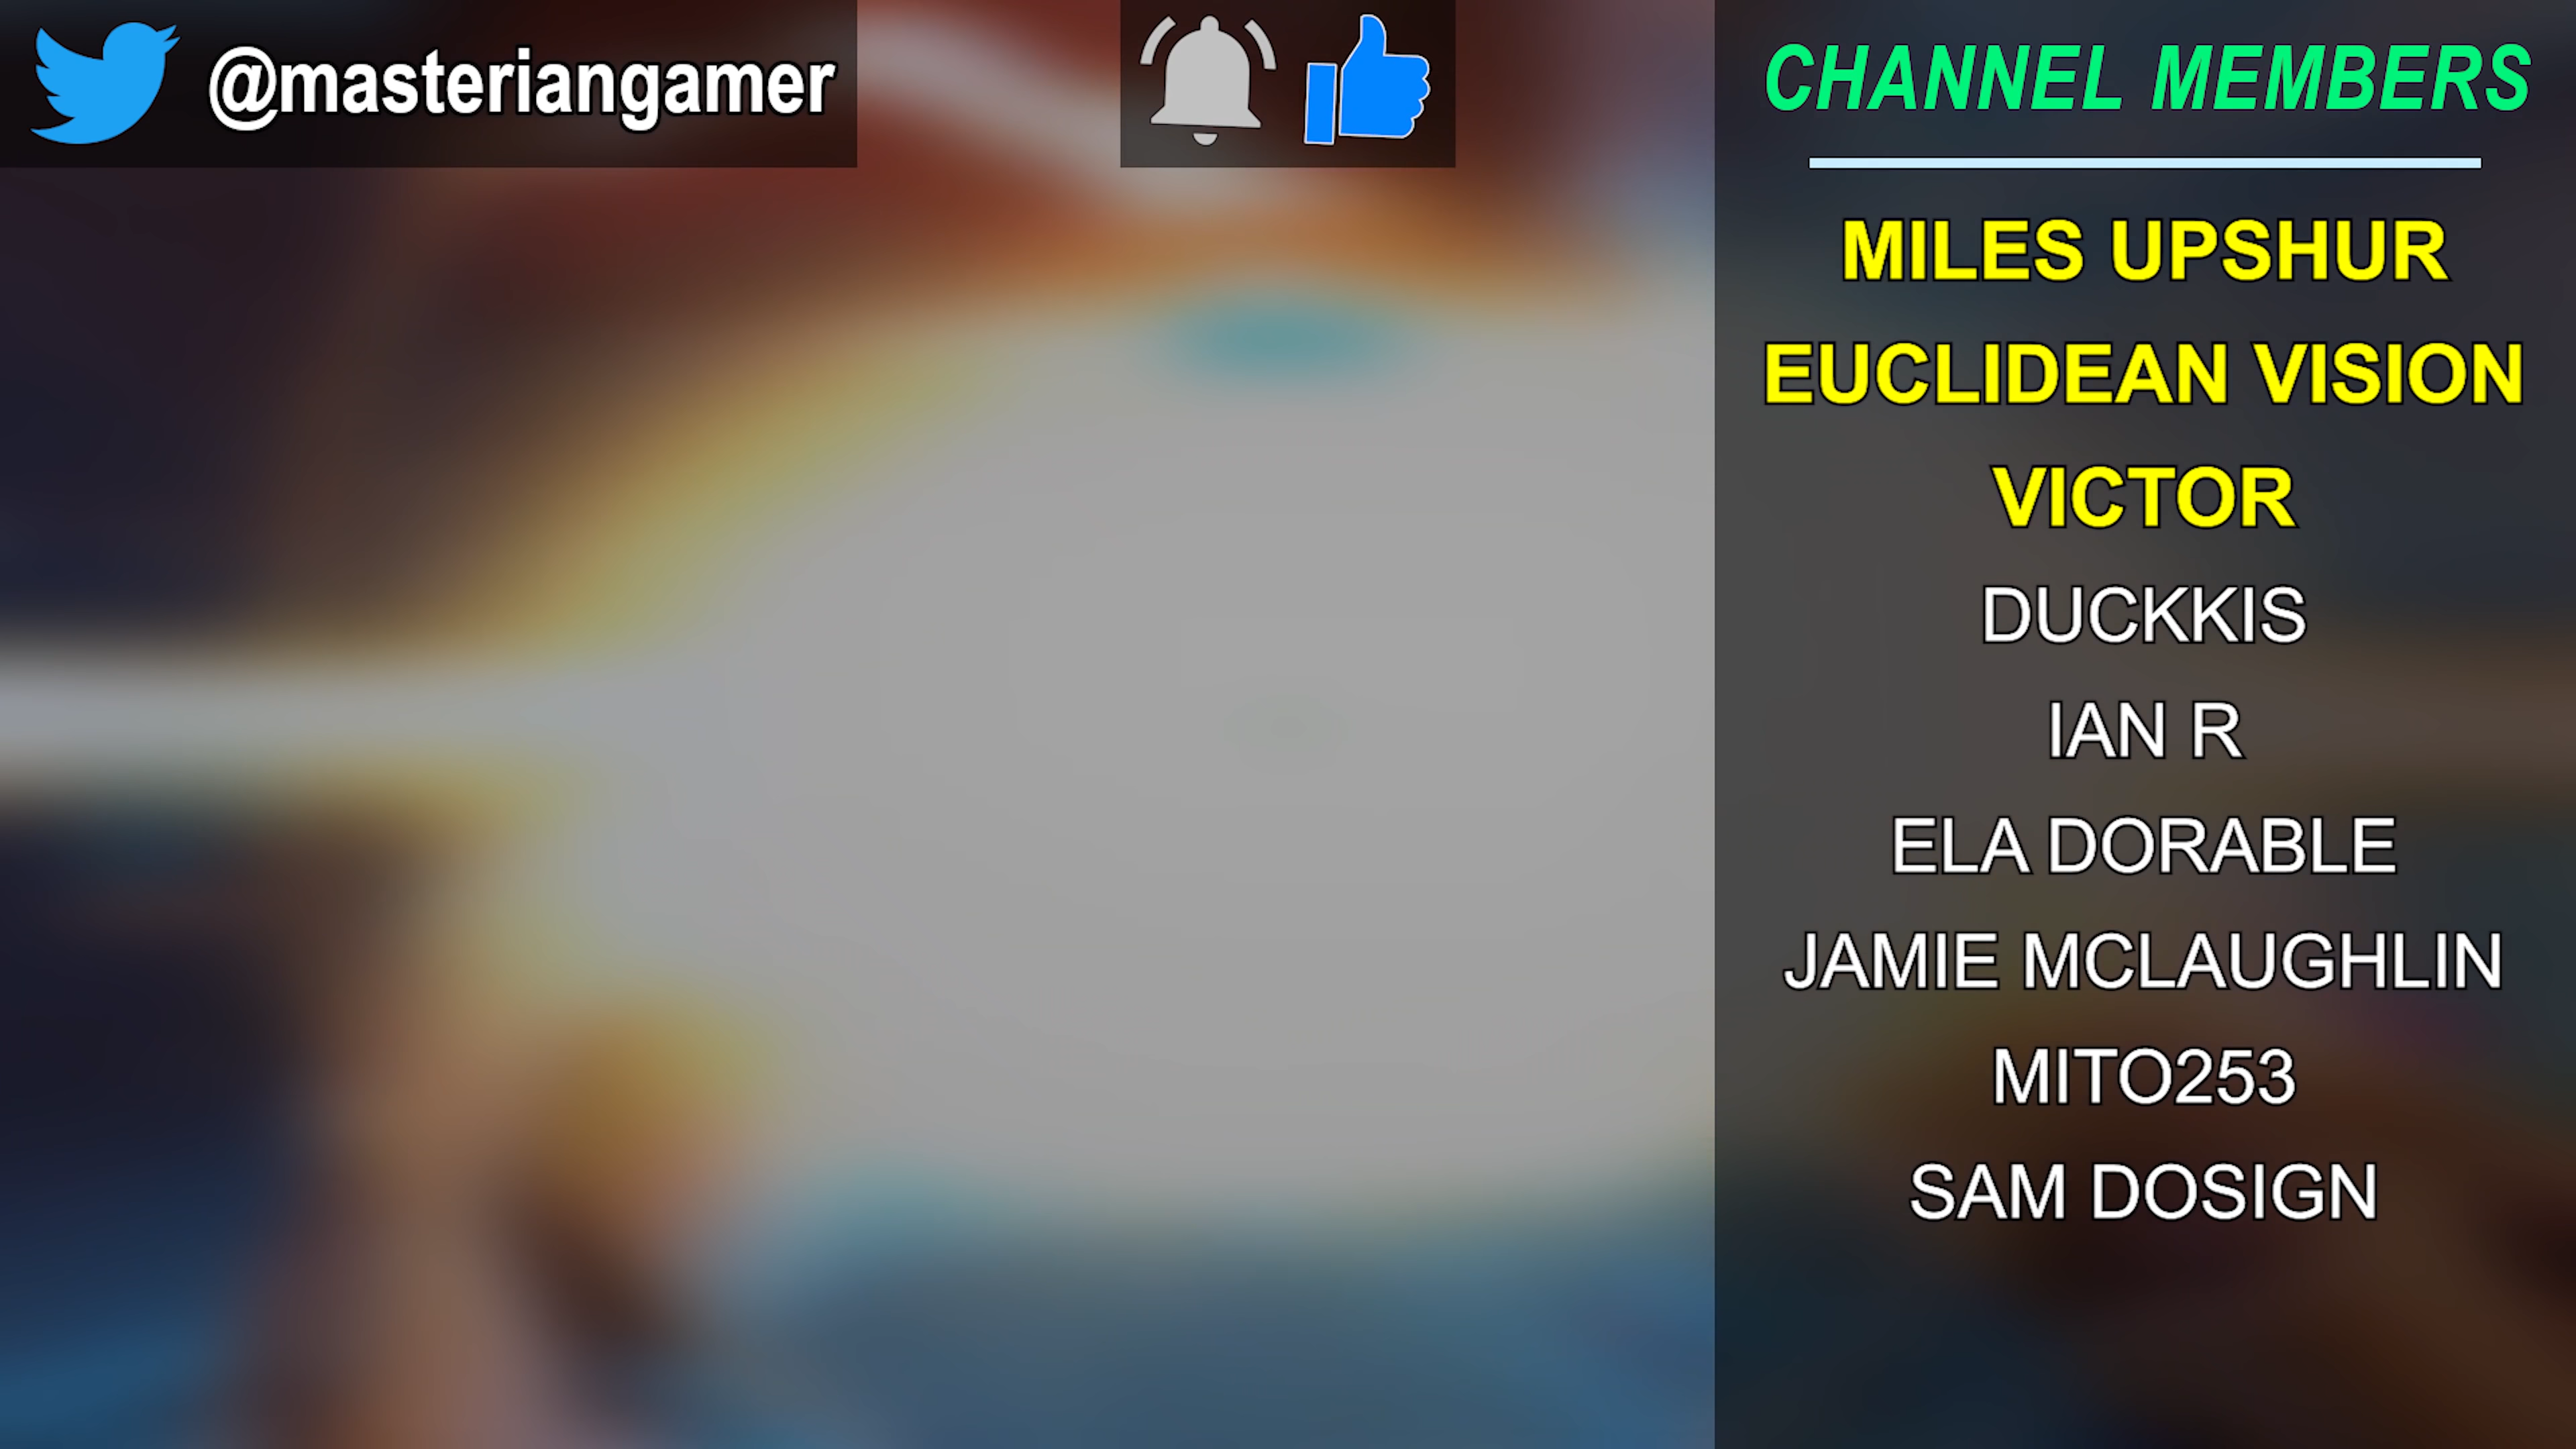 @masteriangamer
CHANNEL MEMBERS
MILES UPSHUR
EUCLIDEAN VISION
VICTOR
DUCKKIS
IAN R
ELA DORABLE
JAMIE MCLAUGHLIN
MITO253
SAM DOSIGN